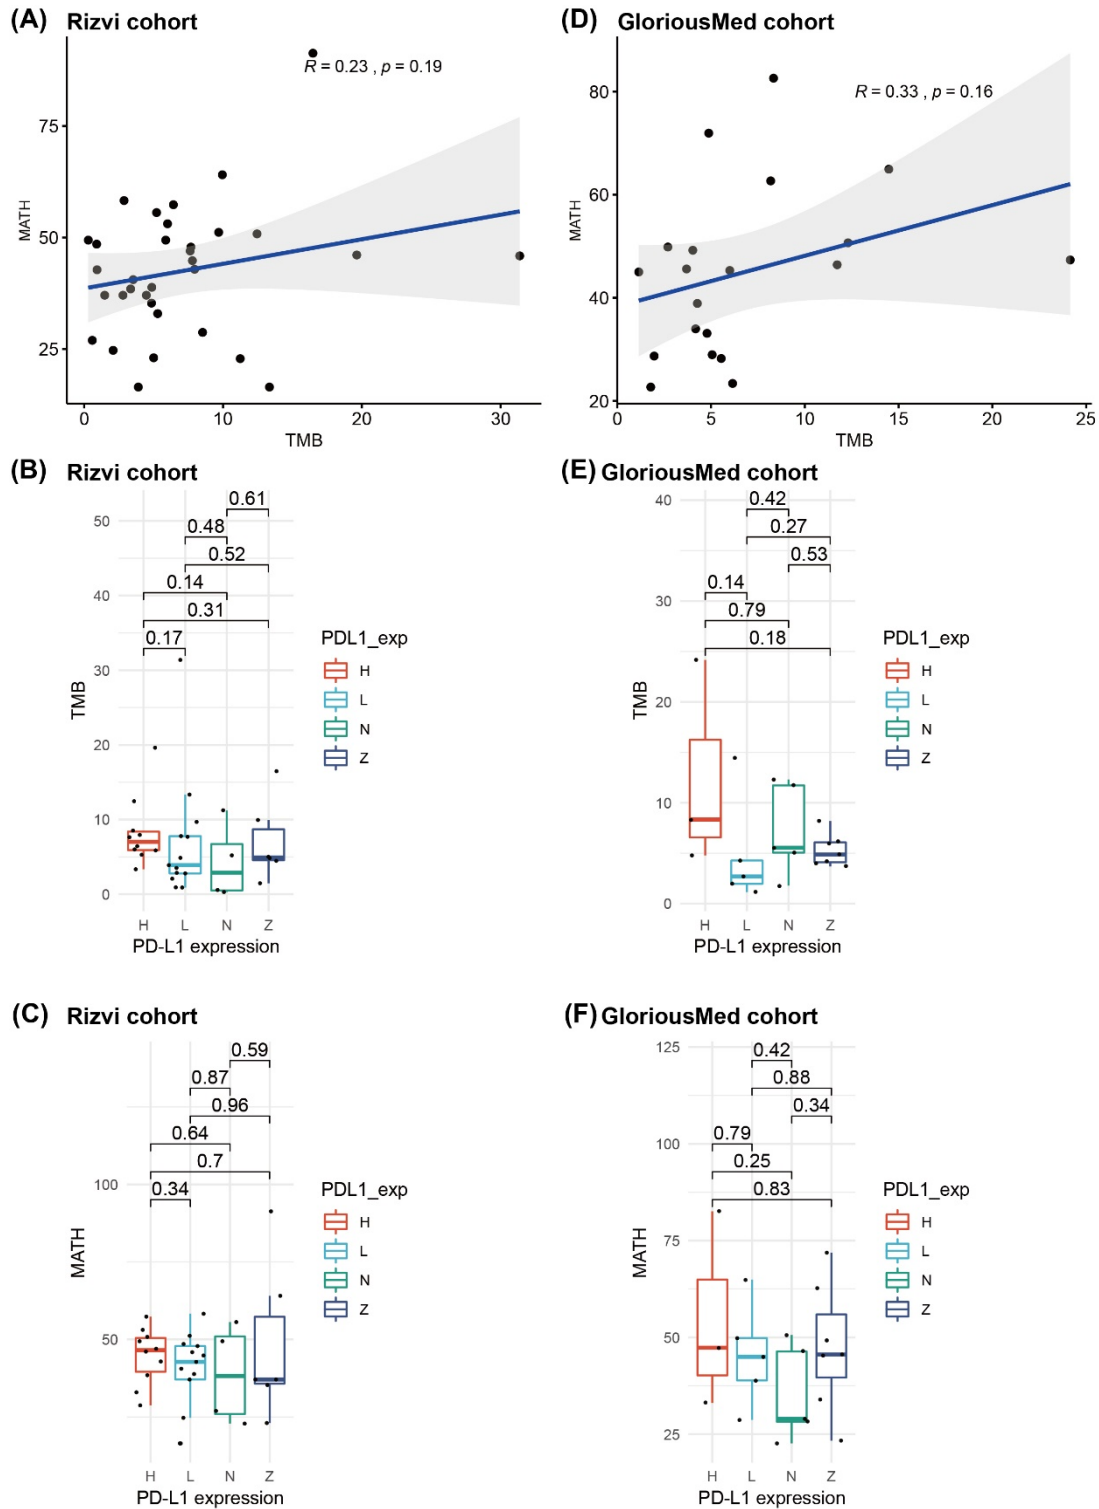 (A) Rizvi cohort
R = 0.23 , p = 0.19
MATH
75
50
25
0 10 20 30
TMB
(D) GloriousMed cohort
R = 0.33 , p = 0.16
MATH
80
60
40
20
0 5 10 15 20 25
TMB
(B) Rizvi cohort
0.61
0.48
0.52
0.14
0.31
0.17
TMB
50
40
30
20
10
0
H L N Z
PD-L1 expression
PDL1_exp
H
L
N
Z
(E) GloriousMed cohort
0.42
0.27
0.53
0.14
0.79
0.18
TMB
40
30
20
10
0
H L N Z
PD-L1 expression
PDL1_exp
H
L
N
Z
(C) Rizvi cohort
0.59
0.87
0.96
0.64
0.7
0.34
MATH
100
50
H L N Z
PD-L1 expression
PDL1_exp
H
L
N
Z
(F) GloriousMed cohort
0.42
0.88
0.34
0.79
0.25
0.83
MATH
125
100
75
50
25
H L N Z
PD-L1 expression
PDL1_exp
H
L
N
Z